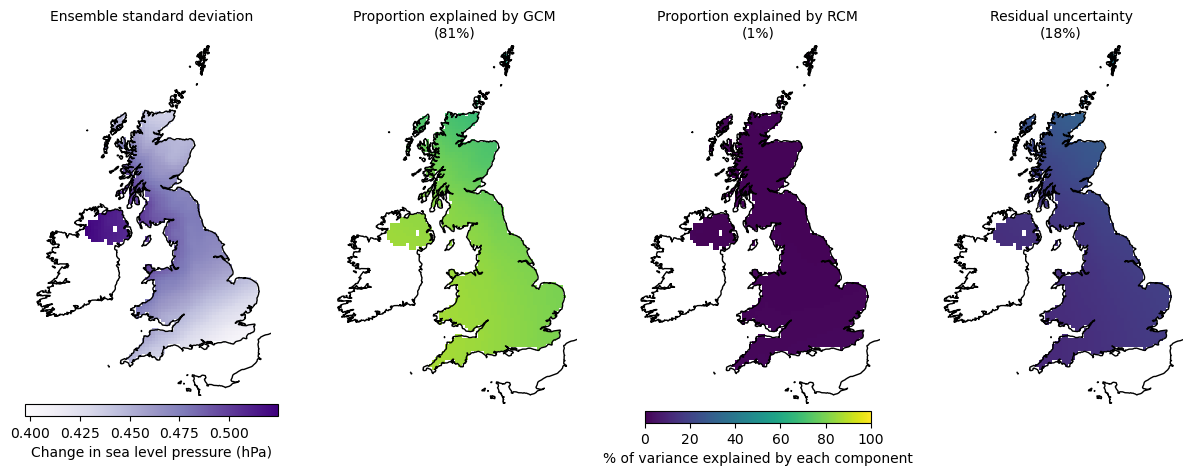 Ensemble standard deviation
Proportion explained by GCM
(81%)
Proportion explained by RCM
(1%)
Residual uncertainty
(18%)
0.400 0.425 0.450 0.475 0.500
Change in sea level pressure (hPa)
0 20 40 60 80 100
% of variance explained by each component